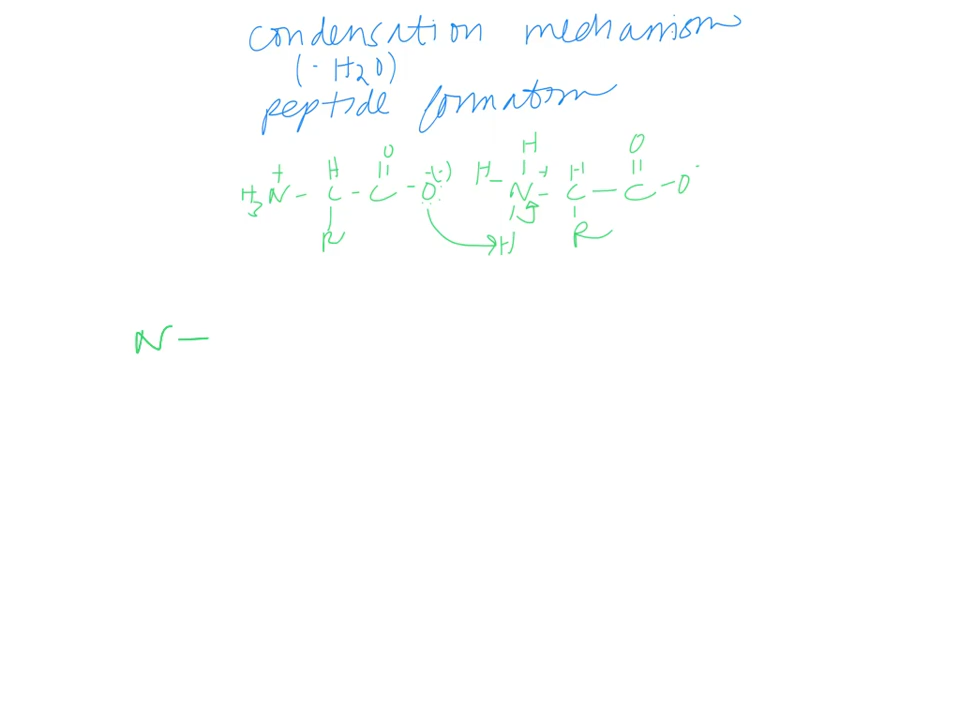 condensation mechanism
(- H2O)
peptide formation
H O H O
+ || H | ||
H3N - C - C - O: (-) H - N+ - C - C - O-
R H R
N -